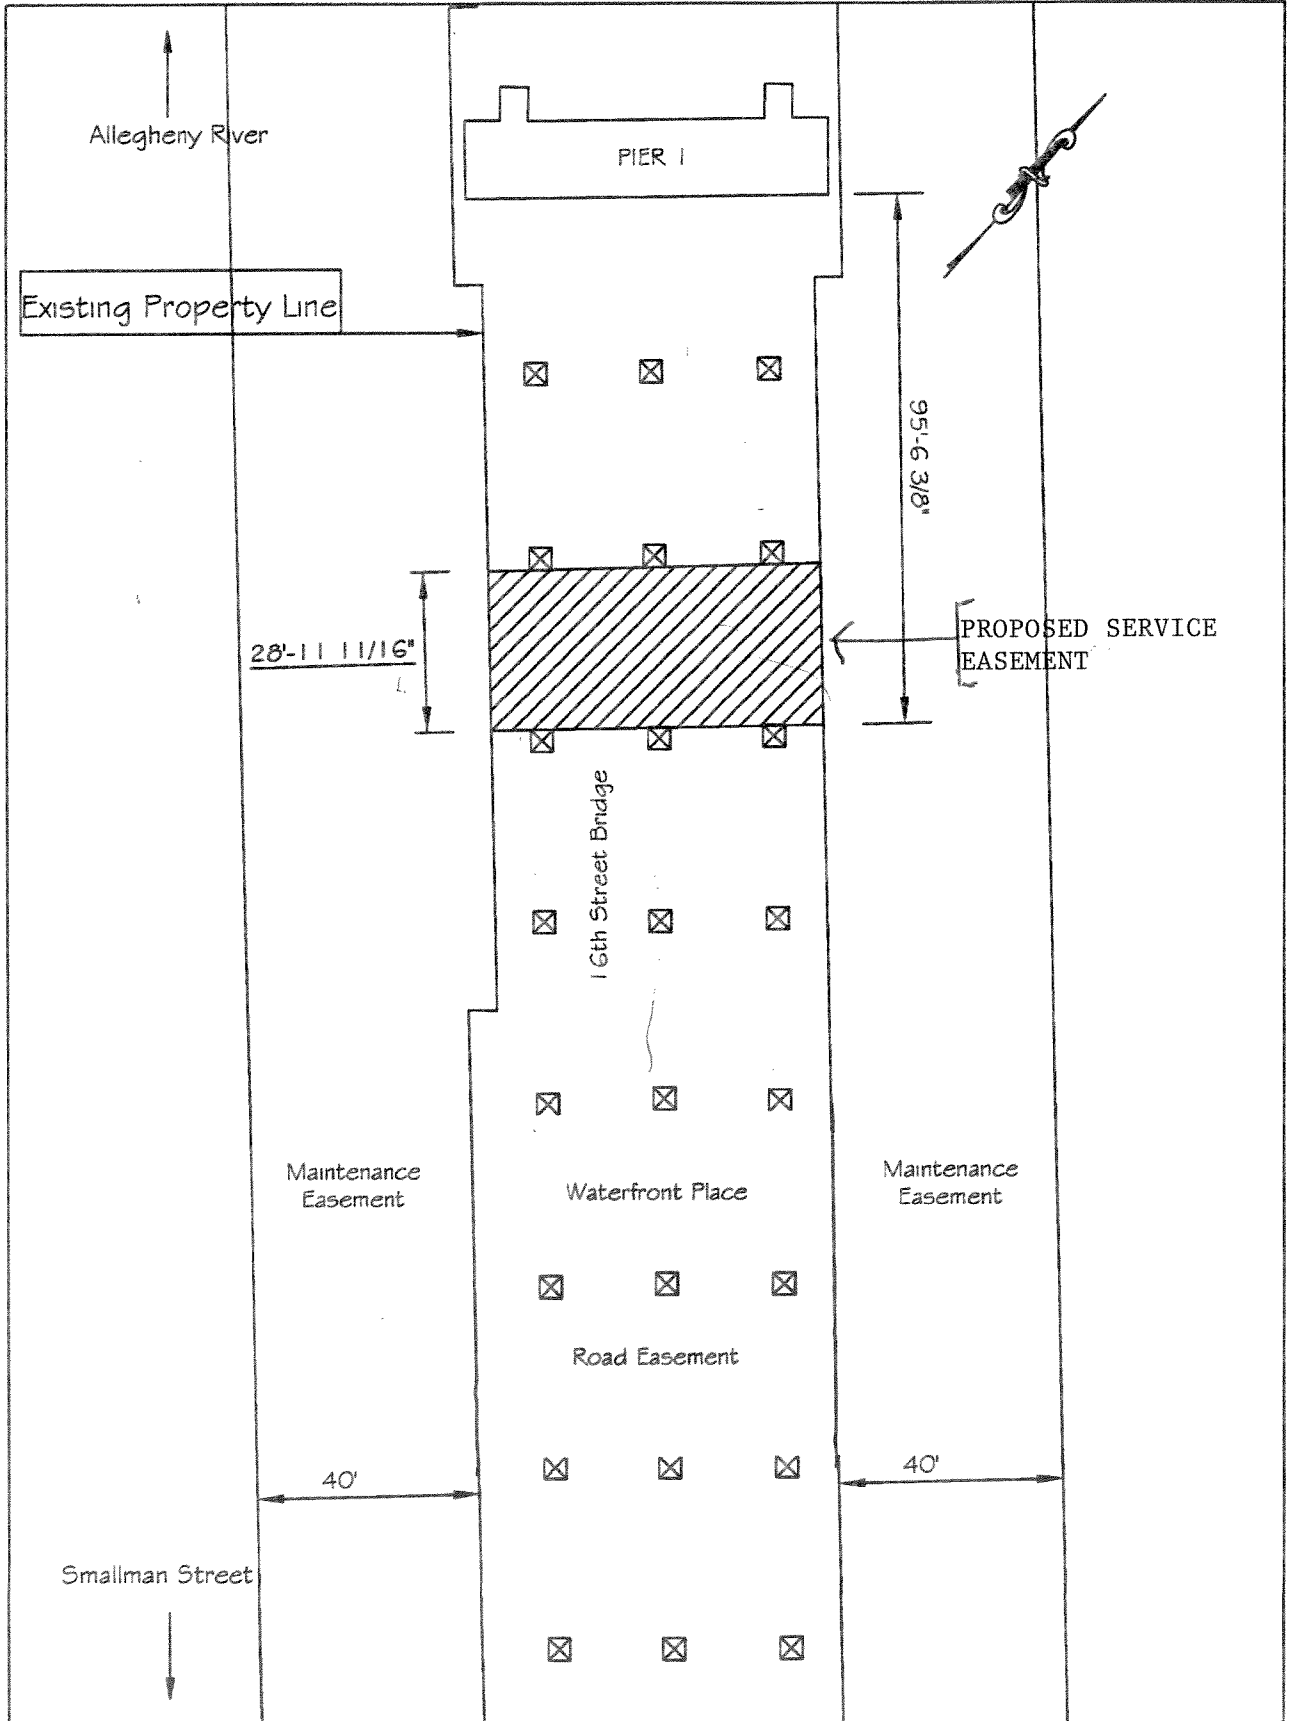 Allegheny River
PIER 1
Existing Property Line
95'-6 3/8"
28'-11 11/16"
PROPOSED SERVICE
EASEMENT
16th Street Bridge
Maintenance
Easement
Waterfront Place
Maintenance
Easement
Road Easement
40'
40'
Smallman Street